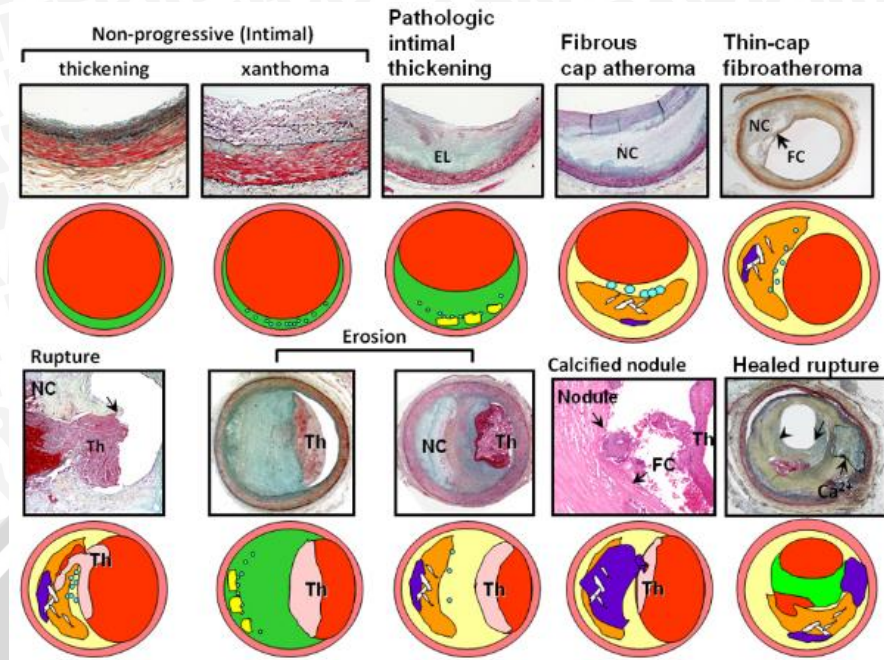 Non-progressive (Intimal)
thickening
xanthoma
Pathologic
intimal
thickening
Fibrous
cap atheroma
Thin-cap
fibroatheroma
EL
NC
NC
FC
Rupture
Erosion
Calcified nodule
Healed rupture
NC
Th
Th
NC
Th
Nodule
FC
Th
Ca2+
Th
Th
Th
Th